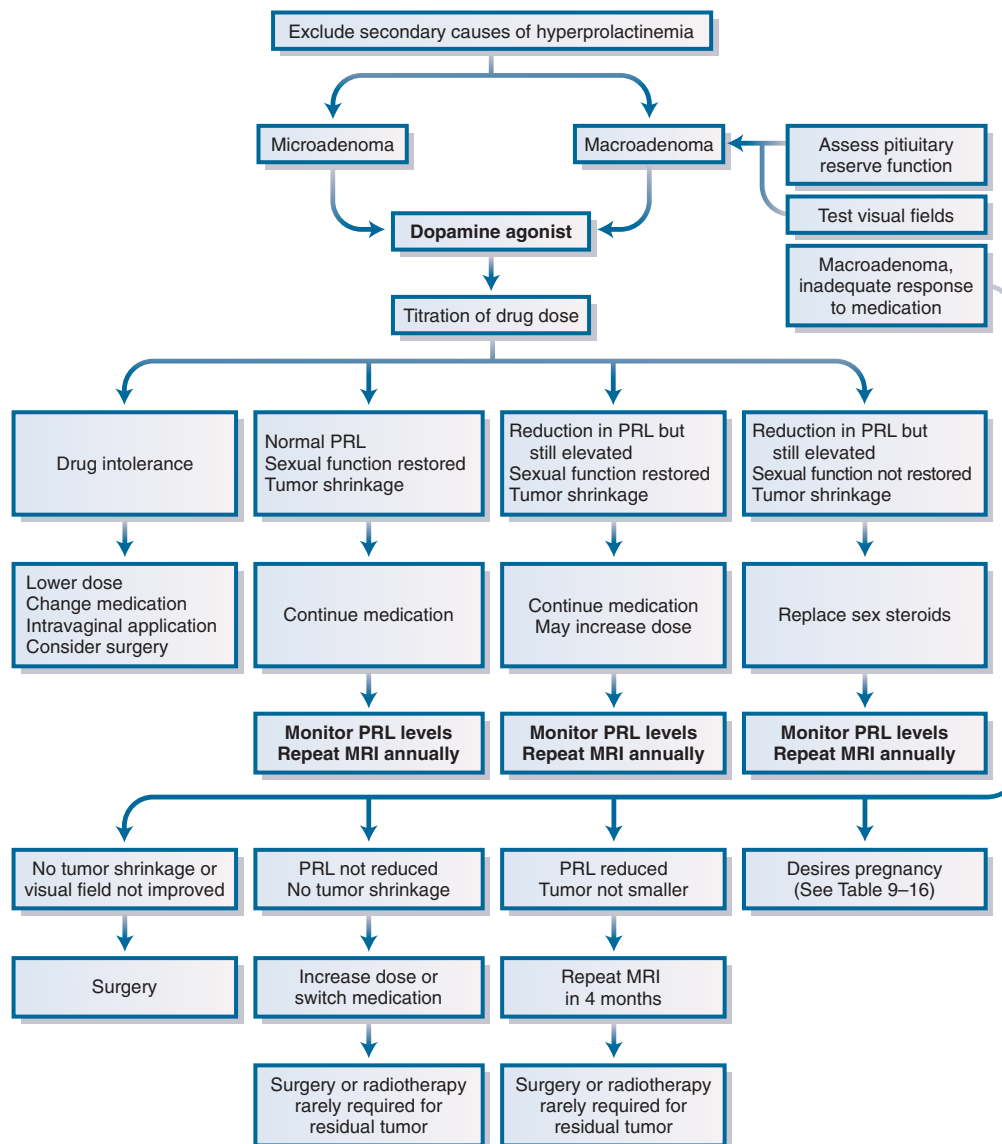 Exclude secondary causes of hyperprolactinemia
Microadenoma
Macroadenoma
Assess pitiuitary
reserve function
Test visual fields
Dopamine agonist
Macroadenoma,
inadequate response
to medication
Titration of drug dose
Drug intolerance
Normal PRL
Sexual function restored
Tumor shrinkage
Reduction in PRL but
still elevated
Sexual function restored
Tumor shrinkage
Reduction in PRL but
still elevated
Sexual function not restored
Tumor shrinkage
Lower dose
Change medication
Intravaginal application
Consider surgery
Continue medication
Continue medication
May increase dose
Replace sex steroids
Monitor PRL levels
Repeat MRI annually
Monitor PRL levels
Repeat MRI annually
Monitor PRL levels
Repeat MRI annually
No tumor shrinkage or
visual field not improved
PRL not reduced
No tumor shrinkage
PRL reduced
Tumor not smaller
Desires pregnancy
(See Table 9–16)
Surgery
Increase dose or
switch medication
Repeat MRI
in 4 months
Surgery or radiotherapy
rarely required for
residual tumor
Surgery or radiotherapy
rarely required for
residual tumor